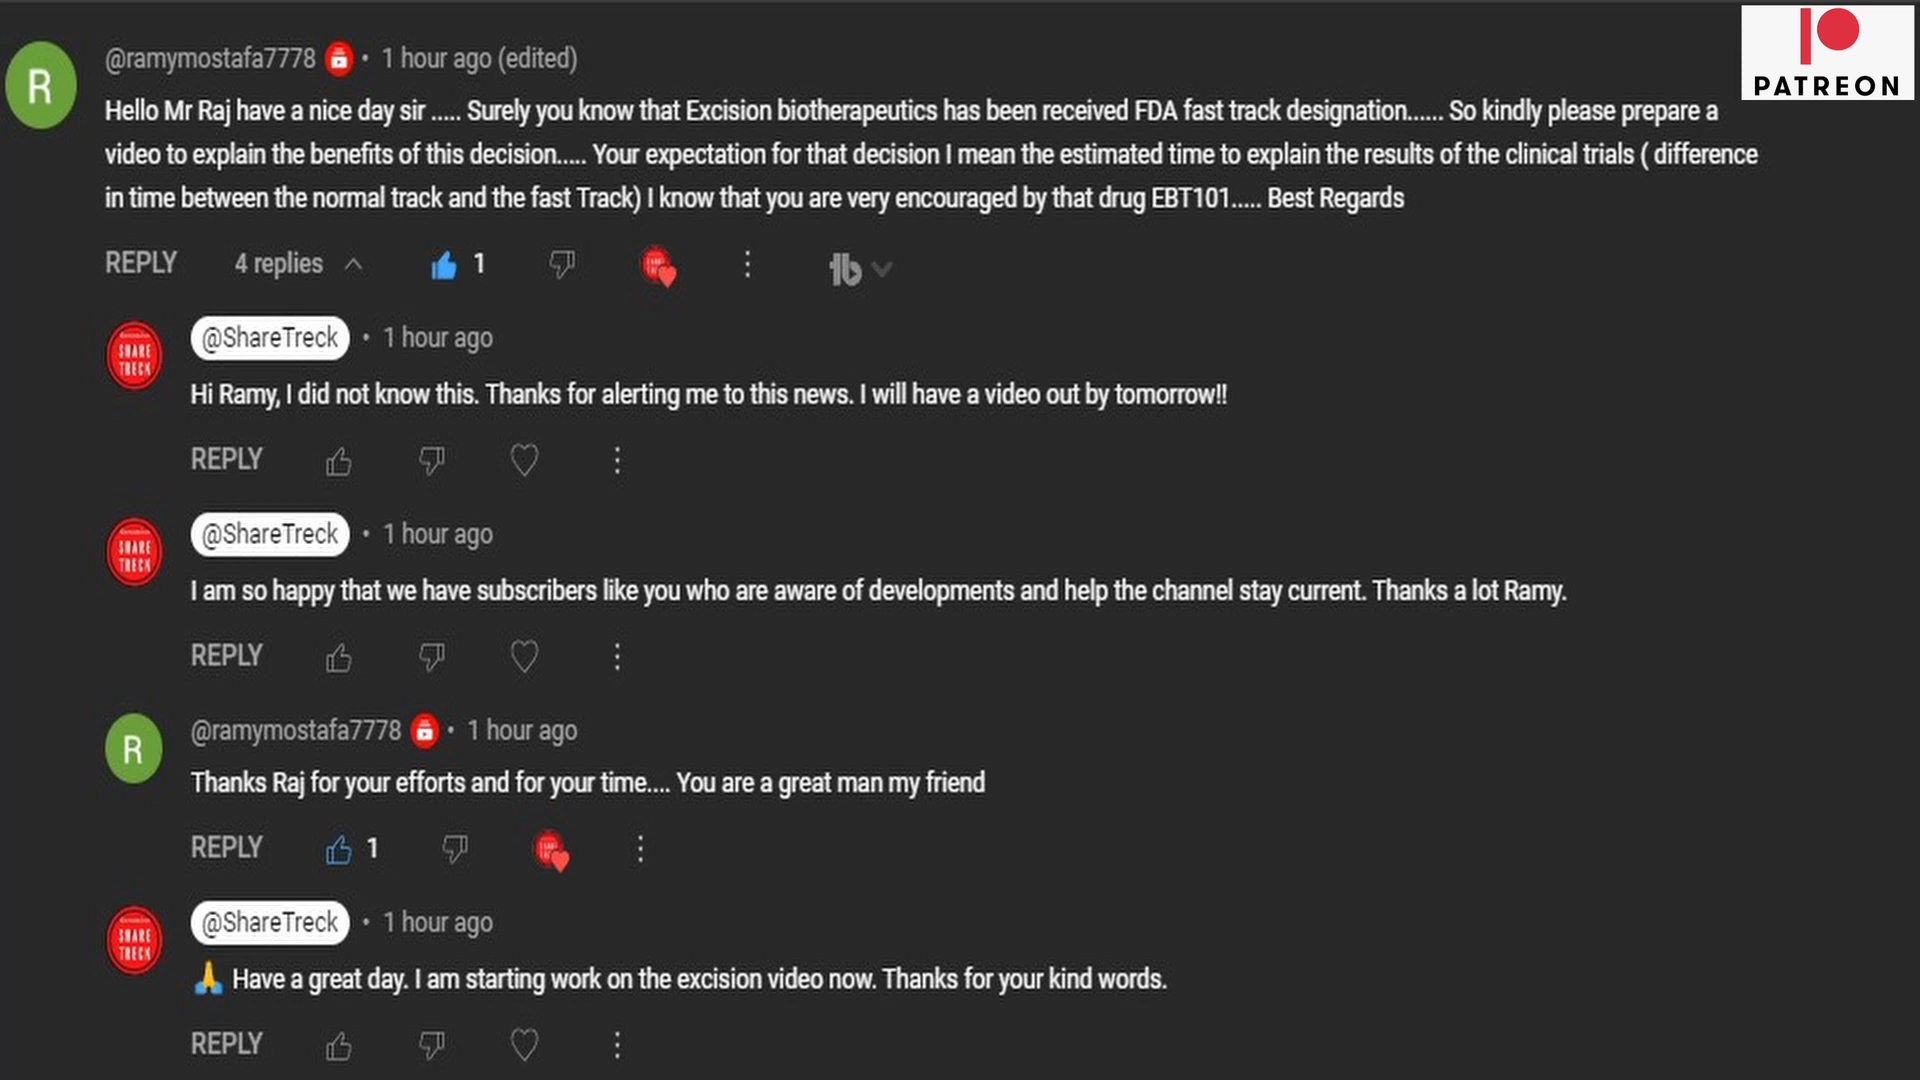 PATREON
R
@ramymostafa7778 • 1 hour ago (edited)
Hello Mr Raj have a nice day sir ..... Surely you know that Excision biotherapeutics has been received FDA fast track designation...... So kindly please prepare a
video to explain the benefits of this decision..... Your expectation for that decision I mean the estimated time to explain the results of the clinical trials ( difference
in time between the normal track and the fast Track) I know that you are very encouraged by that drug EBT101..... Best Regards
REPLY 4 replies 1
SHARE
TRECK
@ShareTreck • 1 hour ago
Hi Ramy, I did not know this. Thanks for alerting me to this news. I will have a video out by tomorrow!!
REPLY
SHARE
TRECK
@ShareTreck • 1 hour ago
I am so happy that we have subscribers like you who are aware of developments and help the channel stay current. Thanks a lot Ramy.
REPLY
R
@ramymostafa7778 • 1 hour ago
Thanks Raj for your efforts and for your time.... You are a great man my friend
REPLY 1
SHARE
TRECK
@ShareTreck • 1 hour ago
🙏 Have a great day. I am starting work on the excision video now. Thanks for your kind words.
REPLY